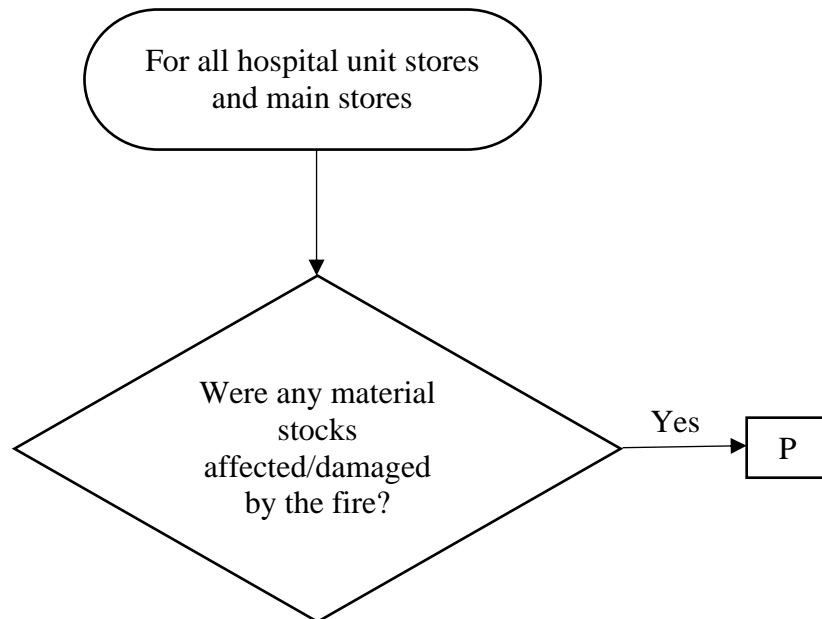 For all hospital unit stores
and main stores
Were any material
stocks
affected/damaged
by the fire?
Yes
P